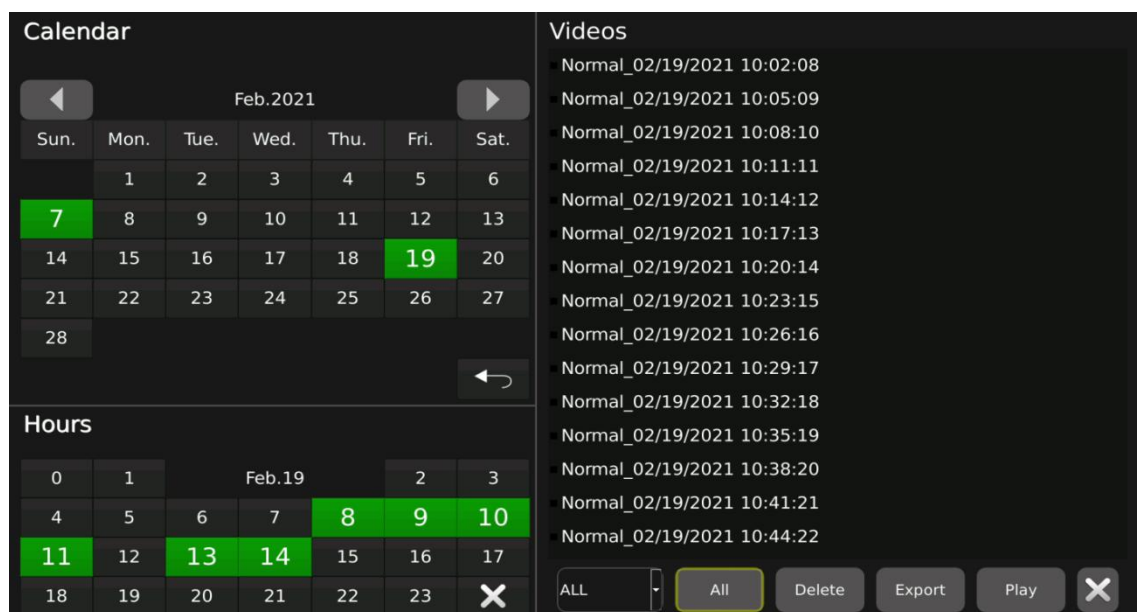 Calendar
Feb.2021
Sun. Mon. Tue. Wed. Thu. Fri. Sat.
1 2 3 4 5 6
7 8 9 10 11 12 13
14 15 16 17 18 19 20
21 22 23 24 25 26 27
28
Hours
0 1 Feb.19 2 3
4 5 6 7 8 9 10
11 12 13 14 15 16 17
18 19 20 21 22 23
Videos
Normal_02/19/2021 10:02:08
Normal_02/19/2021 10:05:09
Normal_02/19/2021 10:08:10
Normal_02/19/2021 10:11:11
Normal_02/19/2021 10:14:12
Normal_02/19/2021 10:17:13
Normal_02/19/2021 10:20:14
Normal_02/19/2021 10:23:15
Normal_02/19/2021 10:26:16
Normal_02/19/2021 10:29:17
Normal_02/19/2021 10:32:18
Normal_02/19/2021 10:35:19
Normal_02/19/2021 10:38:20
Normal_02/19/2021 10:41:21
Normal_02/19/2021 10:44:22
ALL All Delete Export Play